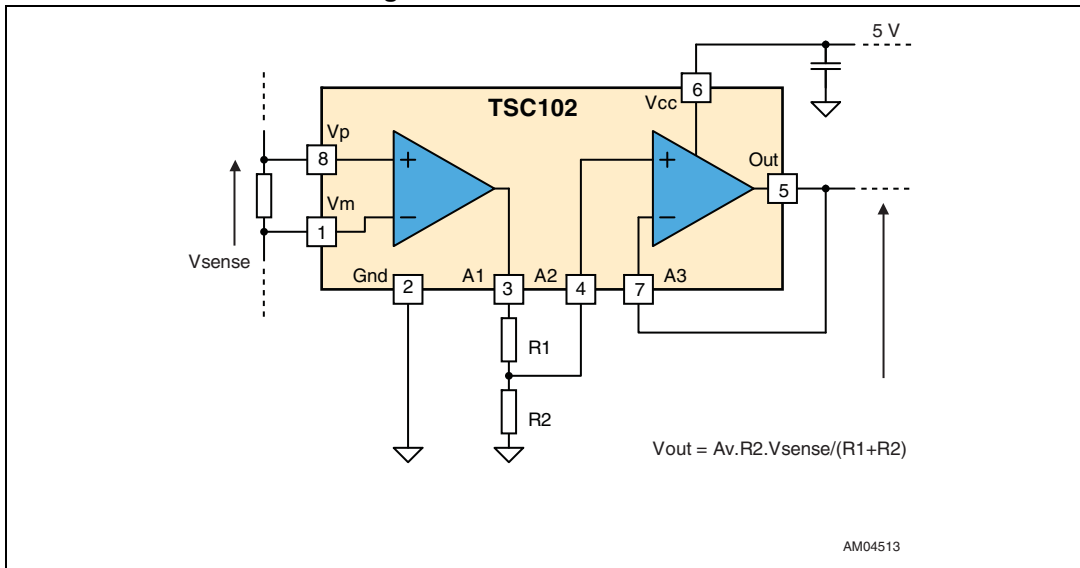 5 V
TSC102
Vcc
6
Vp
8
+
+
Out
5
Vm
1
−
−
Vsense
Gnd
2
A1
3
A2
4
7
A3
R1
R2
Vout = Av.R2.Vsense/(R1+R2)
AM04513